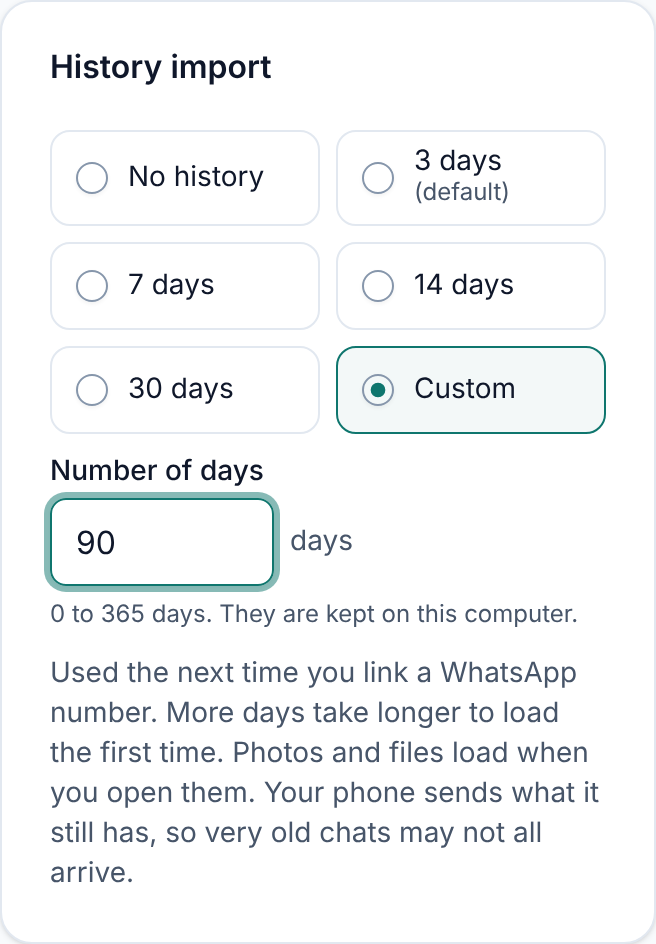 History import
No history
3 days
(default)
7 days
14 days
30 days
Custom
Number of days
90
days
0 to 365 days. They are kept on this computer.
Used the next time you link a WhatsApp
number. More days take longer to load
the first time. Photos and files load when
you open them. Your phone sends what it
still has, so very old chats may not all
arrive.